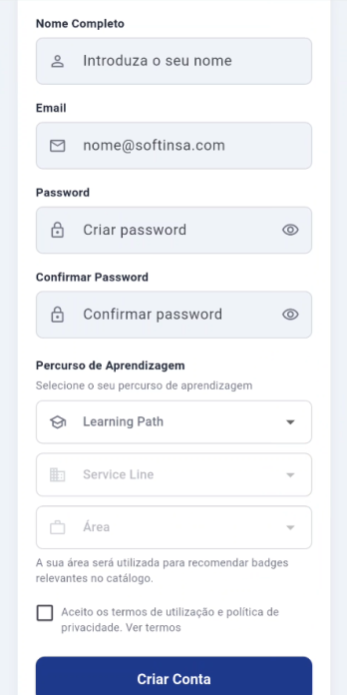 Nome Completo
Introduza o seu nome
Email
nome@softinsa.com
Password
Criar password
Confirmar Password
Confirmar password
Percurso de Aprendizagem
Selecione o seu percurso de aprendizagem
Learning Path
Service Line
Área
A sua área será utilizada para recomendar badges
relevantes no catálogo.
Aceito os termos de utilização e política de
privacidade. Ver termos
Criar Conta